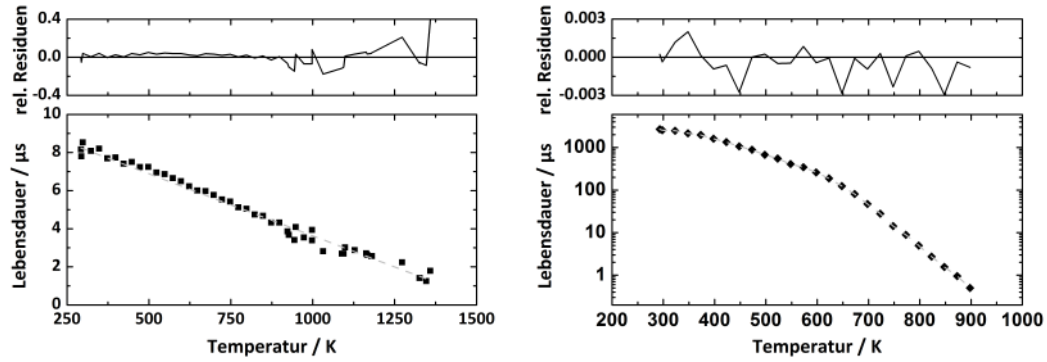 rel. Residuen
0.4
0.0
-0.4
Lebensdauer / µs
10
8
6
4
2
0
250 500 750 1000 1250 1500
Temperatur / K
rel. Residuen
0.003
0.000
-0.003
Lebensdauer / µs
1000
100
10
1
200 300 400 500 600 700 800 900 1000
Temperatur / K